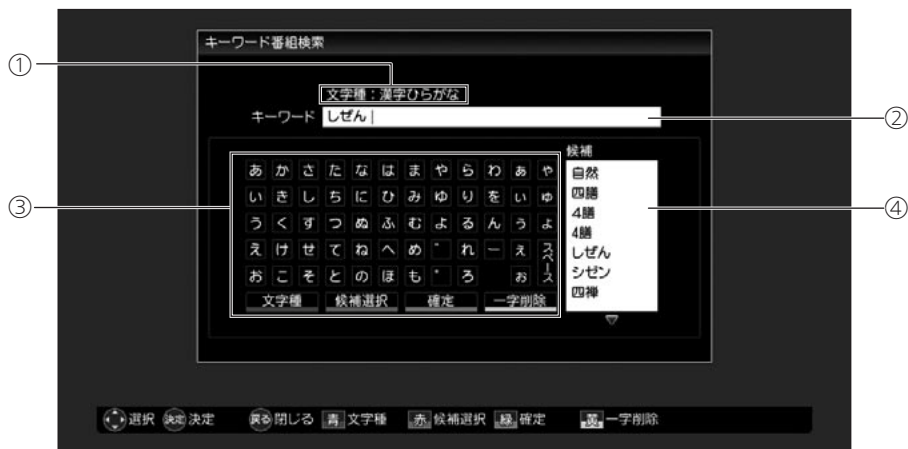 キーワード番組検索
①
文字種：漢字ひらがな
キーワード しぜん
②
候補
③
あ か さ た な は ま や ら わ ぁ ゃ
い き し ち に ひ み ゆ り を ぃ ゅ
う く す つ ぬ ふ む よ る ん ぅ ょ
え け せ て ね へ め ゛ れ ー ぇ スペース
お こ そ と の ほ も ゜ ろ ぉ
文字種 候補選択 確定 一字削除
④
自然
四膳
４膳
4膳
しぜん
シゼン
四禅
▽
選択 決定 決定 戻る 閉じる 青 文字種 赤 候補選択 緑 確定 黄 一字削除